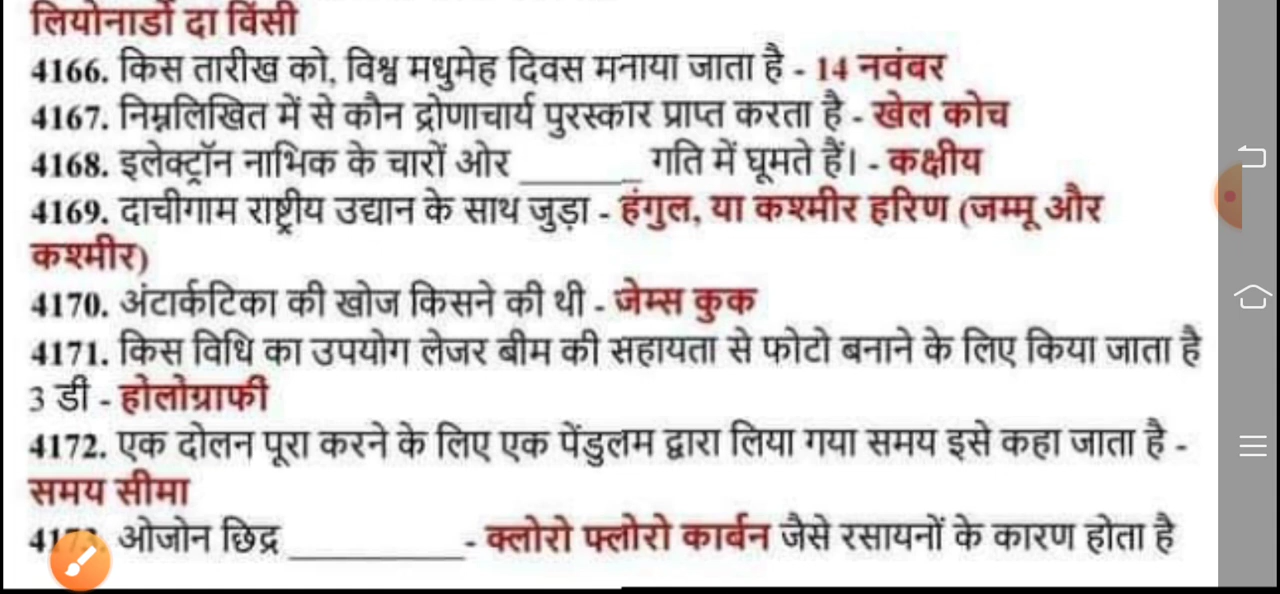 लियोनार्डो दा विंसी
4166. किस तारीख को, विश्व मधुमेह दिवस मनाया जाता है - 14 नवंबर
4167. निम्नलिखित में से कौन द्रोणाचार्य पुरस्कार प्राप्त करता है - खेल कोच
4168. इलेक्ट्रॉन नाभिक के चारों ओर _______ गति में घूमते हैं। - कक्षीय
4169. दाचीगाम राष्ट्रीय उद्यान के साथ जुड़ा - हंगुल, या कश्मीर हरिण (जम्मू और
कश्मीर)
4170. अंटार्कटिका की खोज किसने की थी - जेम्स कुक
4171. किस विधि का उपयोग लेजर बीम की सहायता से फोटो बनाने के लिए किया जाता है
3 डी - होलोग्राफी
4172. एक दोलन पूरा करने के लिए एक पेंडुलम द्वारा लिया गया समय इसे कहा जाता है -
समय सीमा
ओजोन छिद्र __________ - क्लोरो फ्लोरो कार्बन जैसे रसायनों के कारण होता है